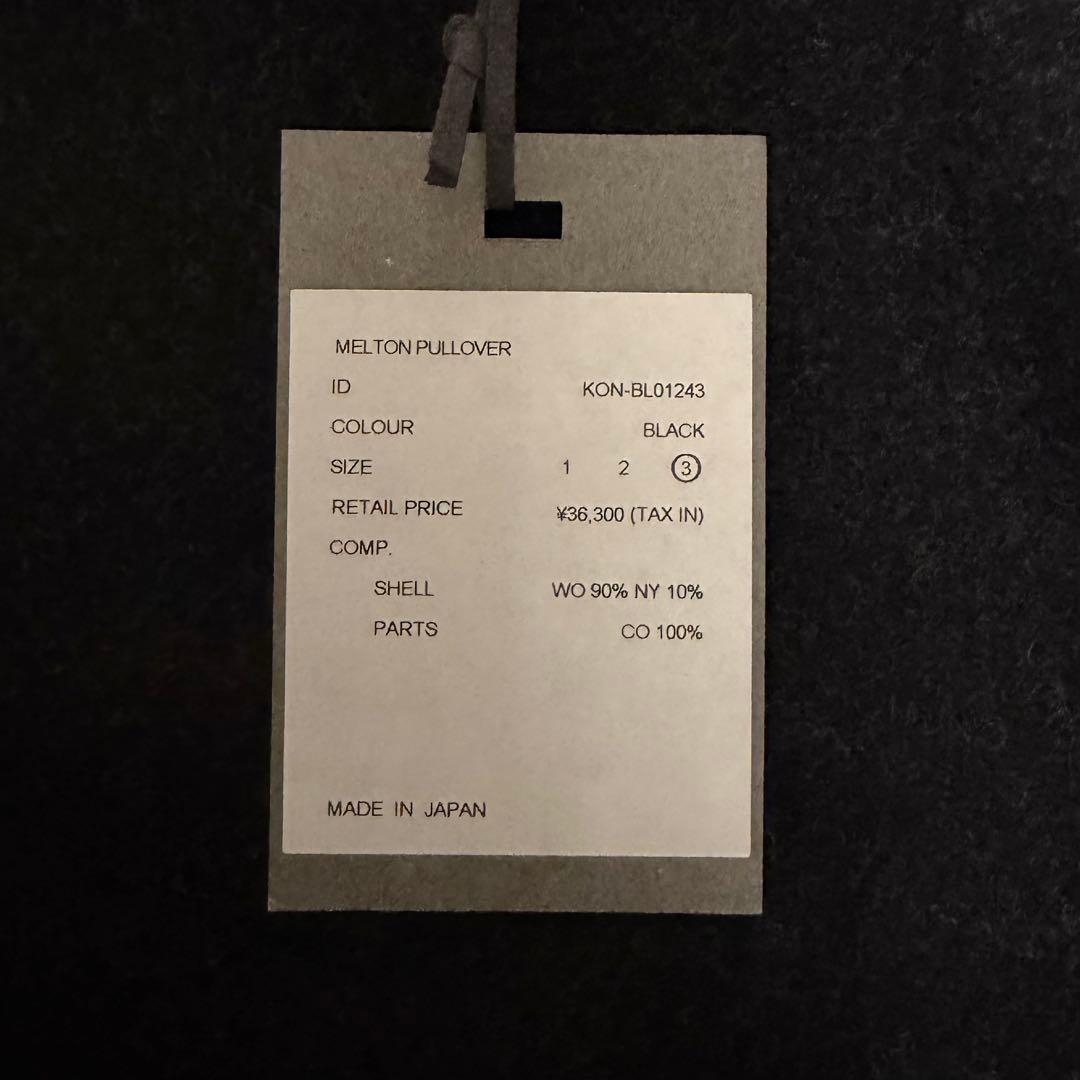 MELTON PULLOVER
ID KON-BL01243
COLOUR BLACK
SIZE 1 2 ③
RETAIL PRICE ¥36,300 (TAX IN)
COMP.
SHELL WO 90% NY 10%
PARTS CO 100%
MADE IN JAPAN